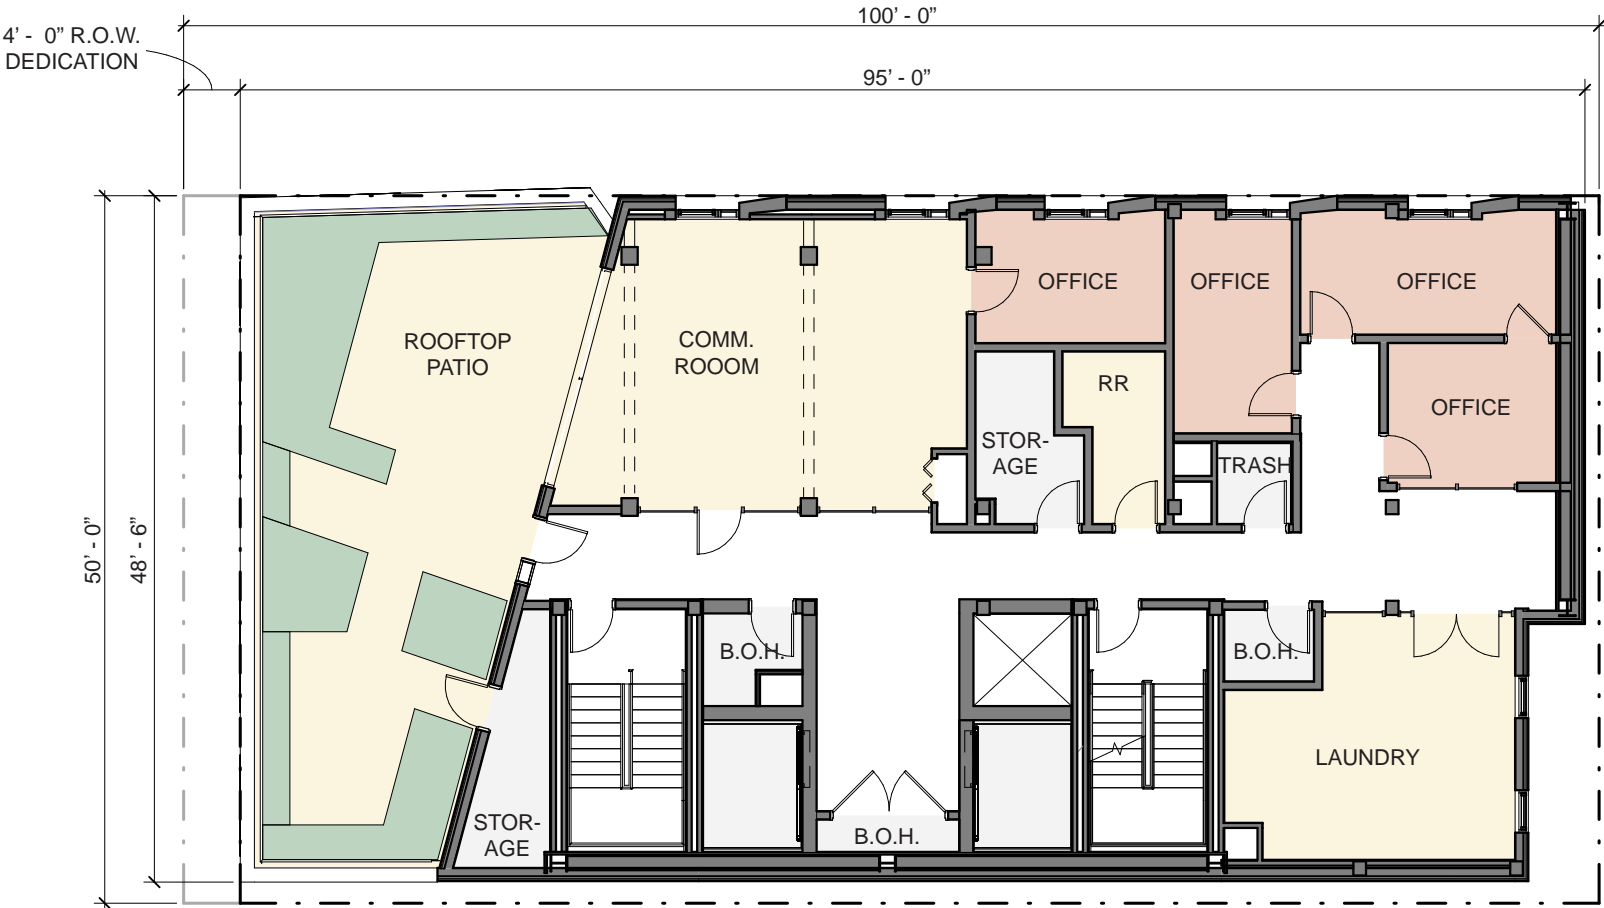 100' - 0”
4' - 0” R.O.W.
DEDICATION
95' - 0”
OFFICE
OFFICE
OFFICE
ROOFTOP
PATIO
COMM.
ROOOM
RR
OFFICE
STOR-
AGE
TRASH
50' - 0”
48' - 6”
B.O.H.
B.O.H.
LAUNDRY
STOR-
AGE
B.O.H.